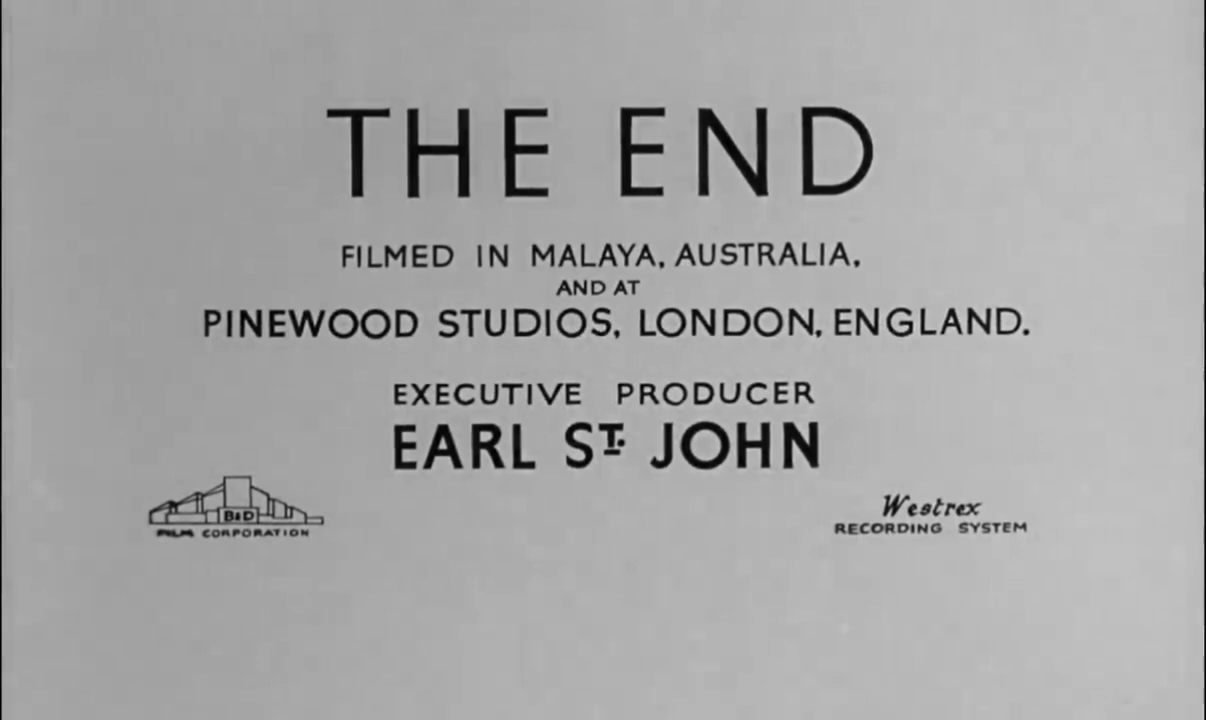 THE END
FILMED IN MALAYA, AUSTRALIA,
AND AT
PINEWOOD STUDIOS, LONDON, ENGLAND.
EXECUTIVE PRODUCER
EARL ST. JOHN
B&D
FILM CORPORATION
Westrex
RECORDING SYSTEM